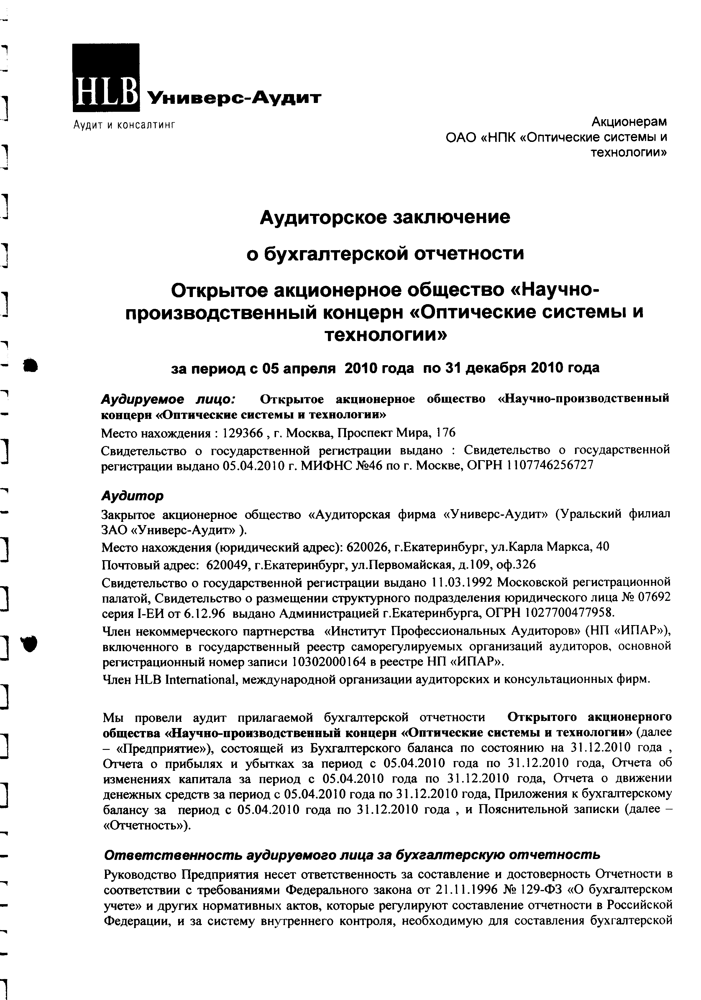 HLB Универс-Аудит
Аудит и консалтинг
Акционерам
ОАО «НПК «Оптические системы и
технологии»
Аудиторское заключение
о бухгалтерской отчетности
Открытое акционерное общество «Научно-
производственный концерн «Оптические системы и
технологии»
за период с 05 апреля 2010 года по 31 декабря 2010 года
Аудируемое лицо: Открытое акционерное общество «Научно-производственный
концерн «Оптические системы и технологии»
Место нахождения : 129366 , г. Москва, Проспект Мира, 176
Свидетельство о государственной регистрации выдано : Свидетельство о государственной
регистрации выдано 05.04.2010 г. МИФНС №46 по г. Москве, ОГРН 1107746256727
Аудитор
Закрытое акционерное общество «Аудиторская фирма «Универс-Аудит» (Уральский филиал
ЗАО «Универс-Аудит» ).
Место нахождения (юридический адрес): 620026, г.Екатеринбург, ул.Карла Маркса, 40
Почтовый адрес: 620049, г.Екатеринбург, ул.Первомайская, д.109, оф.326
Свидетельство о государственной регистрации выдано 11.03.1992 Московской регистрационной
палатой, Свидетельство о размещении структурного подразделения юридического лица № 07692
серия I-ЕИ от 6.12.96 выдано Администрацией г.Екатеринбурга, ОГРН 1027700477958.
Член некоммерческого партнерства «Институт Профессиональных Аудиторов» (НП «ИПАР»),
включенного в государственный реестр саморегулируемых организаций аудиторов, основной
регистрационный номер записи 10302000164 в реестре НП «ИПАР».
Член HLB International, международной организации аудиторских и консультационных фирм.
Мы провели аудит прилагаемой бухгалтерской отчетности Открытого акционерного
общества «Научно-производственный концерн «Оптические системы и технологии» (далее
– «Предприятие»), состоящей из Бухгалтерского баланса по состоянию на 31.12.2010 года ,
Отчета о прибылях и убытках за период с 05.04.2010 года по 31.12.2010 года, Отчета об
изменениях капитала за период с 05.04.2010 года по 31.12.2010 года, Отчета о движении
денежных средств за период с 05.04.2010 года по 31.12.2010 года, Приложения к бухгалтерскому
балансу за период с 05.04.2010 года по 31.12.2010 года , и Пояснительной записки (далее –
«Отчетность»).
Ответственность аудируемого лица за бухгалтерскую отчетность
Руководство Предприятия несет ответственность за составление и достоверность Отчетности в
соответствии с требованиями Федерального закона от 21.11.1996 № 129-ФЗ «О бухгалтерском
учете» и других нормативных актов, которые регулируют составление отчетности в Российской
Федерации, и за систему внутреннего контроля, необходимую для составления бухгалтерской